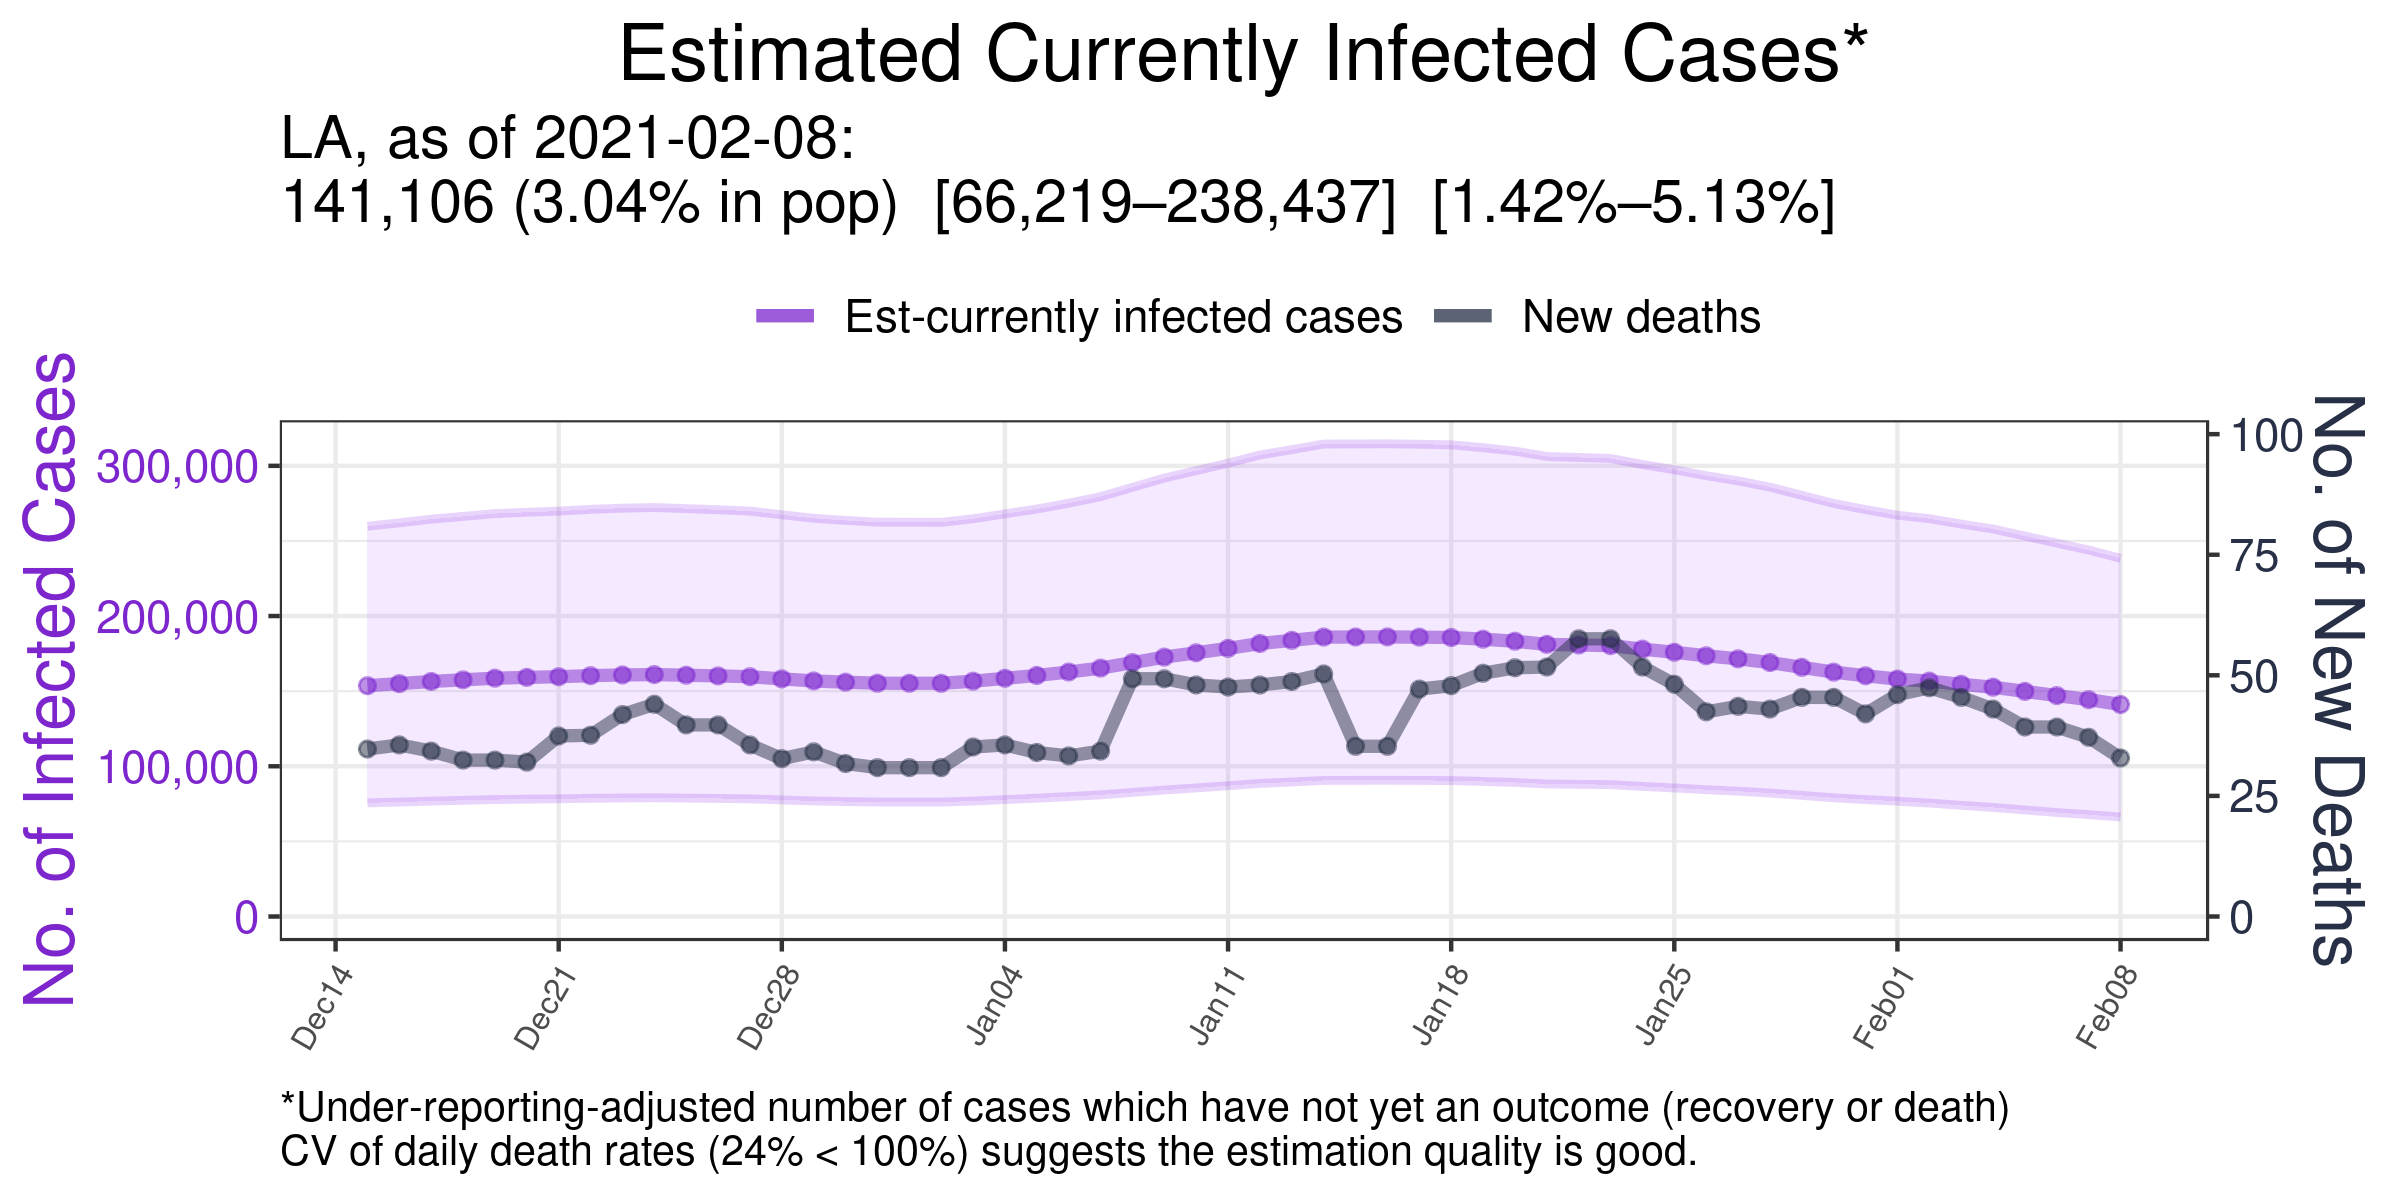 Estimated Currently Infected Cases*
LA, as of 2021-02-08:
141,106 (3.04% in pop)  [66,219–238,437]  [1.42%–5.13%]
Est-currently infected cases
New deaths
No. of Infected Cases
300,000
200,000
100,000
0
100
75
50
25
0
No. of New Deaths
Dec14
Dec21
Dec28
Jan04
Jan11
Jan18
Jan25
Feb01
Feb08
*Under-reporting-adjusted number of cases which have not yet an outcome (recovery or death)
CV of daily death rates (24% < 100%) suggests the estimation quality is good.